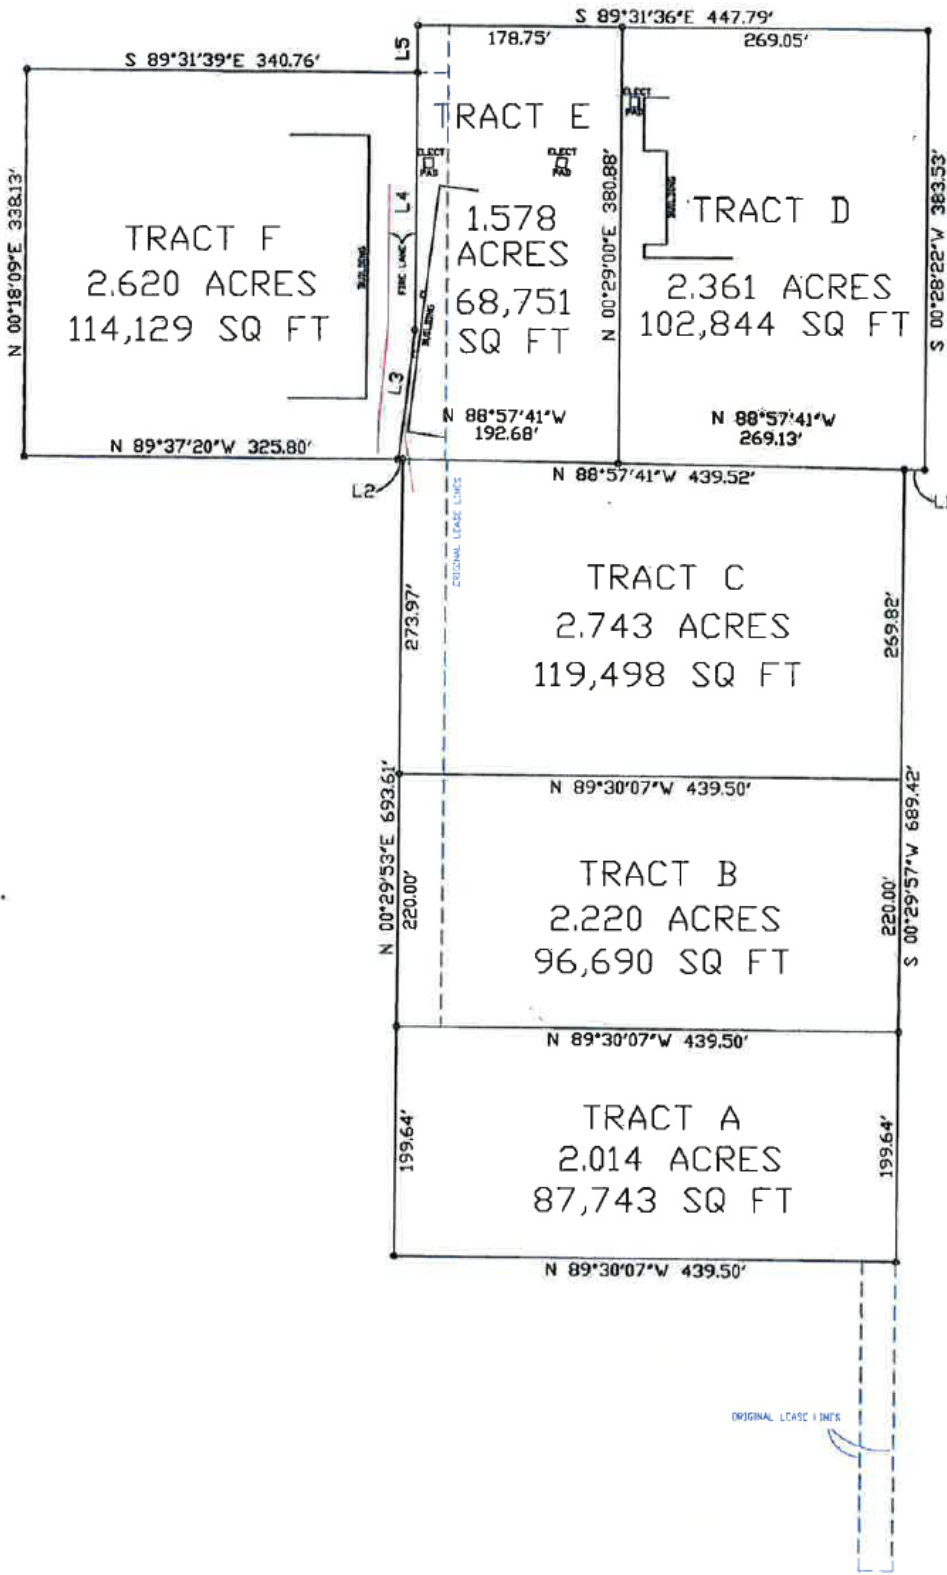 S 89°31'36"E 447.79'
178.75'
269.05'
L5
S 89°31'39"E 340.76'
N 00°18'09"E 338.13'
TRACT F
2.620 ACRES
114,129 SQ FT
BUILDING
FIRE LANE
L4
L3
N 89°37'20"W 325.80'
L2
TRACT E
ELECT
PAD
ELECT
PAD
1.578
ACRES
68,751
SQ FT
BUILDING
N 88°57'41"W
192.68'
N 00°29'00"E 380.88'
ELECT
PAD
BUILDING
TRACT D
2.361 ACRES
102,844 SQ FT
N 88°57'41"W
269.13'
S 00°28'22"W 383.53'
N 88°57'41"W 439.52'
ORIGINAL LEASE LINES
TRACT C
2.743 ACRES
119,498 SQ FT
273.97'
269.82'
N 89°30'07"W 439.50'
N 00°29'53"E 693.61'
S 00°29'57"W 689.42'
TRACT B
2.220 ACRES
96,690 SQ FT
220.00'
220.00'
N 89°30'07"W 439.50'
TRACT A
2.014 ACRES
87,743 SQ FT
199.64'
199.64'
N 89°30'07"W 439.50'
ORIGINAL LEASE LINES